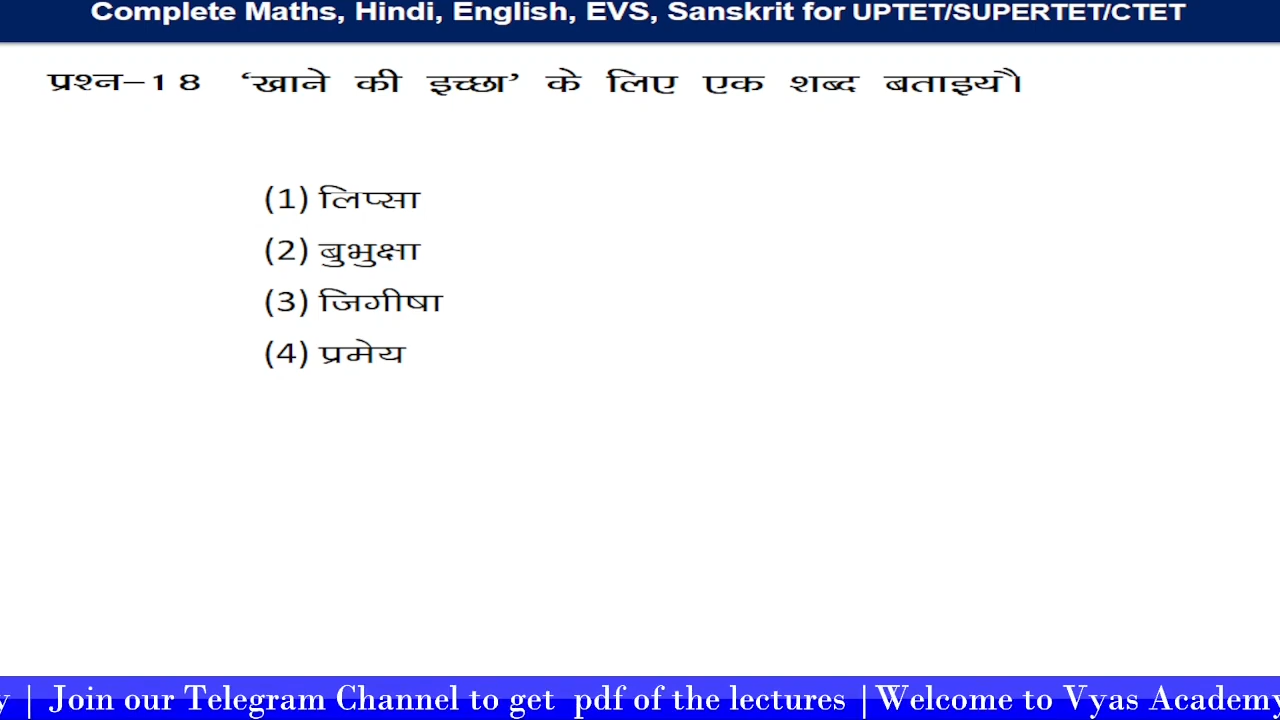 Complete Maths, Hindi, English, EVS, Sanskrit for UPTET/SUPERTET/CTET
प्रश्न–18 ‘खाने की इच्छा’ के लिए एक शब्द बताइयै।
(1) लिप्सा
(2) बुभुक्षा
(3) जिगीषा
(4) प्रमेय
y | Join our Telegram Channel to get pdf of the lectures | Welcome to Vyas Academy